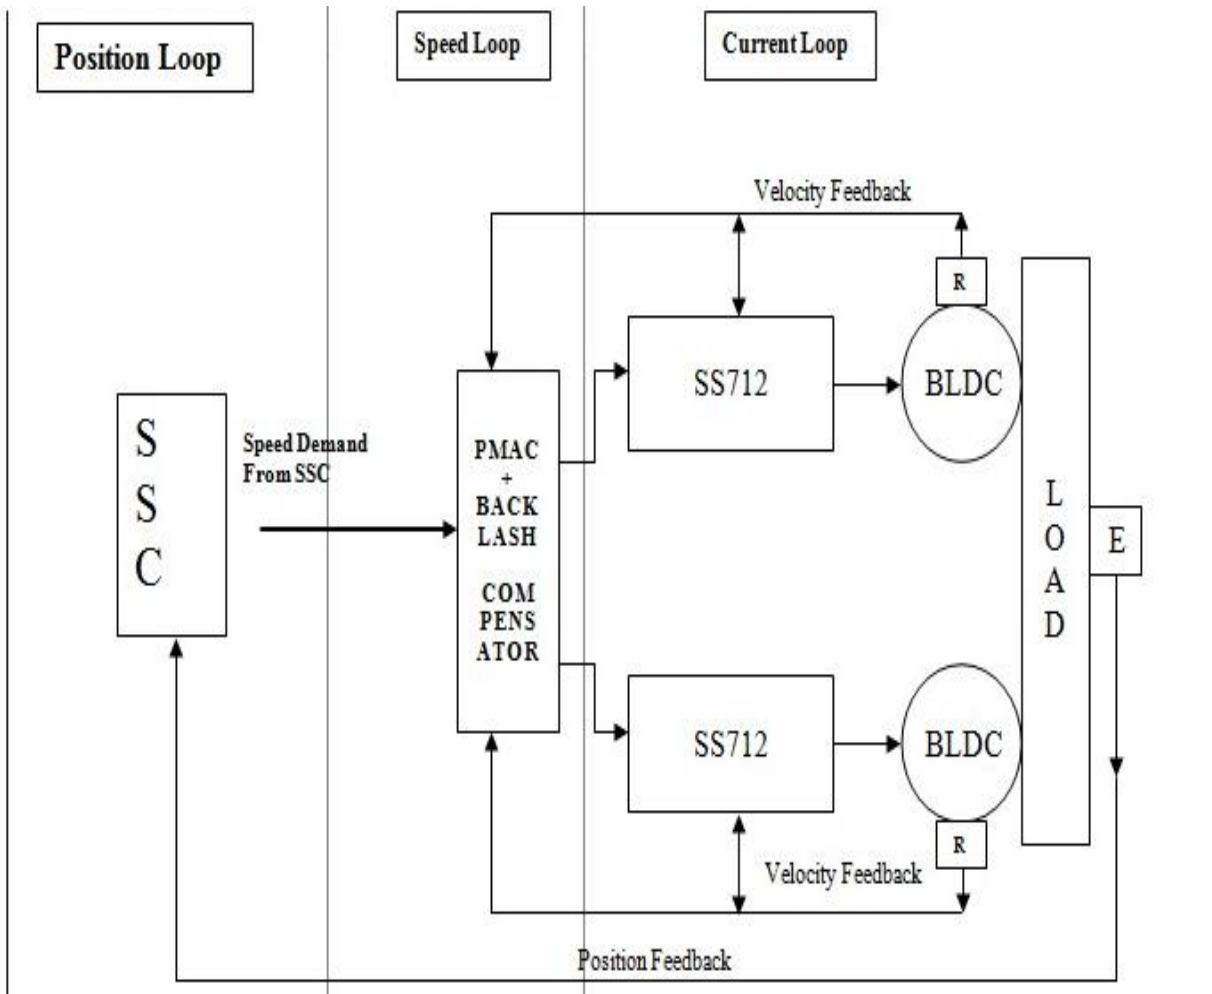 Position Loop
Speed Loop
Current Loop
Velocity Feedback
R
SS712
BLDC
S
S
C
Speed Demand
From SSC
PMAC
+
BACK
LASH
COM
PENS
ATOR
L
O
A
D
E
SS712
BLDC
R
Velocity Feedback
Position Feedback